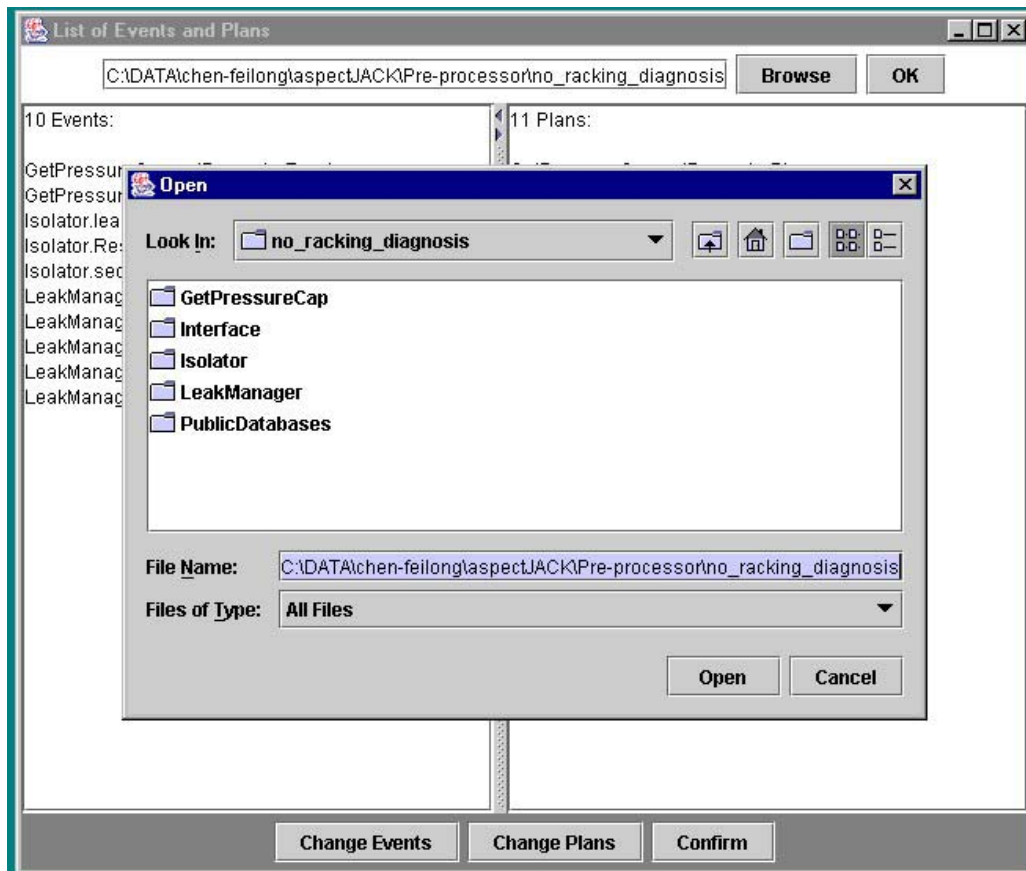 List of Events and Plans
C:\DATA\chen-feilong\aspectJACK\Pre-processor\no_racking_diagnosis
Browse
OK
10 Events:
11 Plans:
GetPressur
GetPressur
Isolator.lea
Isolator.Re
Isolator.sec
LeakManag
LeakManag
LeakManag
LeakManag
LeakManag
Open
Look In:
no_racking_diagnosis
GetPressureCap
Interface
Isolator
LeakManager
PublicDatabases
File Name:
C:\DATA\chen-feilong\aspectJACK\Pre-processor\no_racking_diagnosis
Files of Type:
All Files
Open
Cancel
Change Events
Change Plans
Confirm